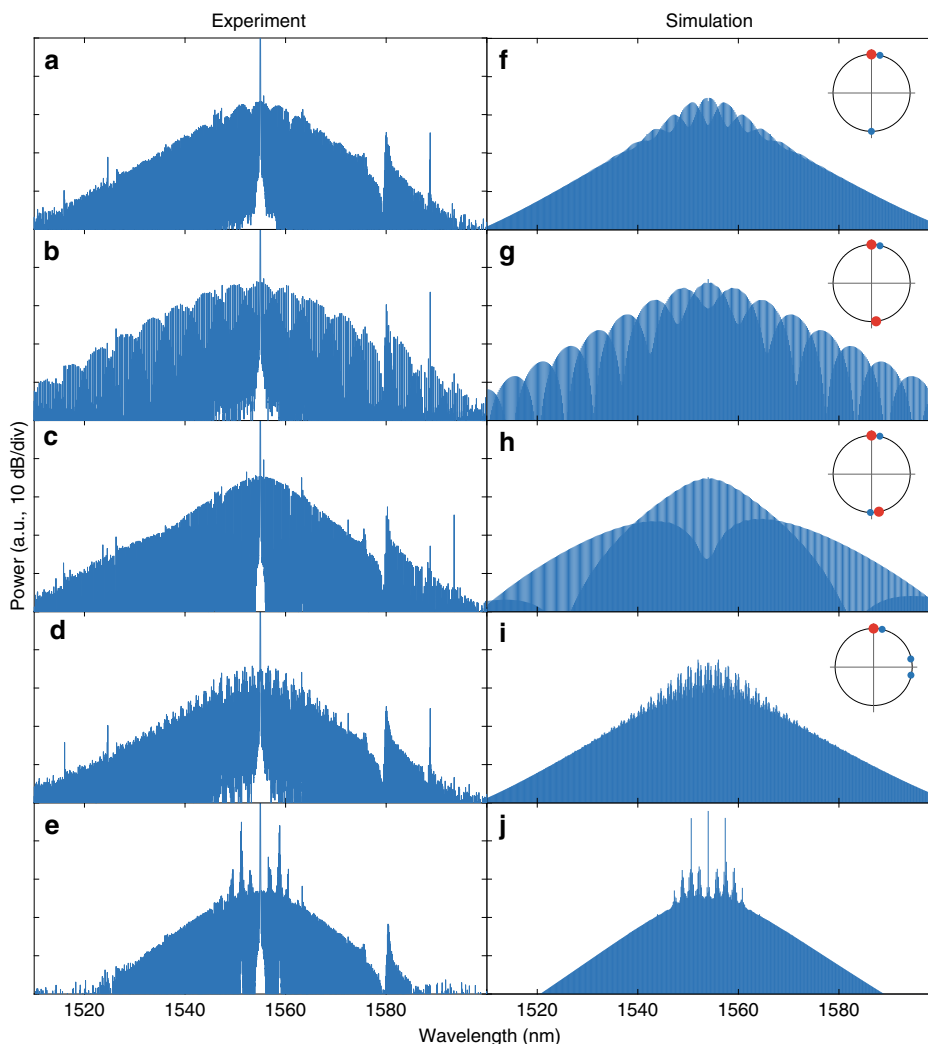 Experiment Simulation
a f
b g
c h
d i
e j
Power (a.u., 10 dB/div)
1520 1540 1560 1580 1520 1540 1560 1580
Wavelength (nm)